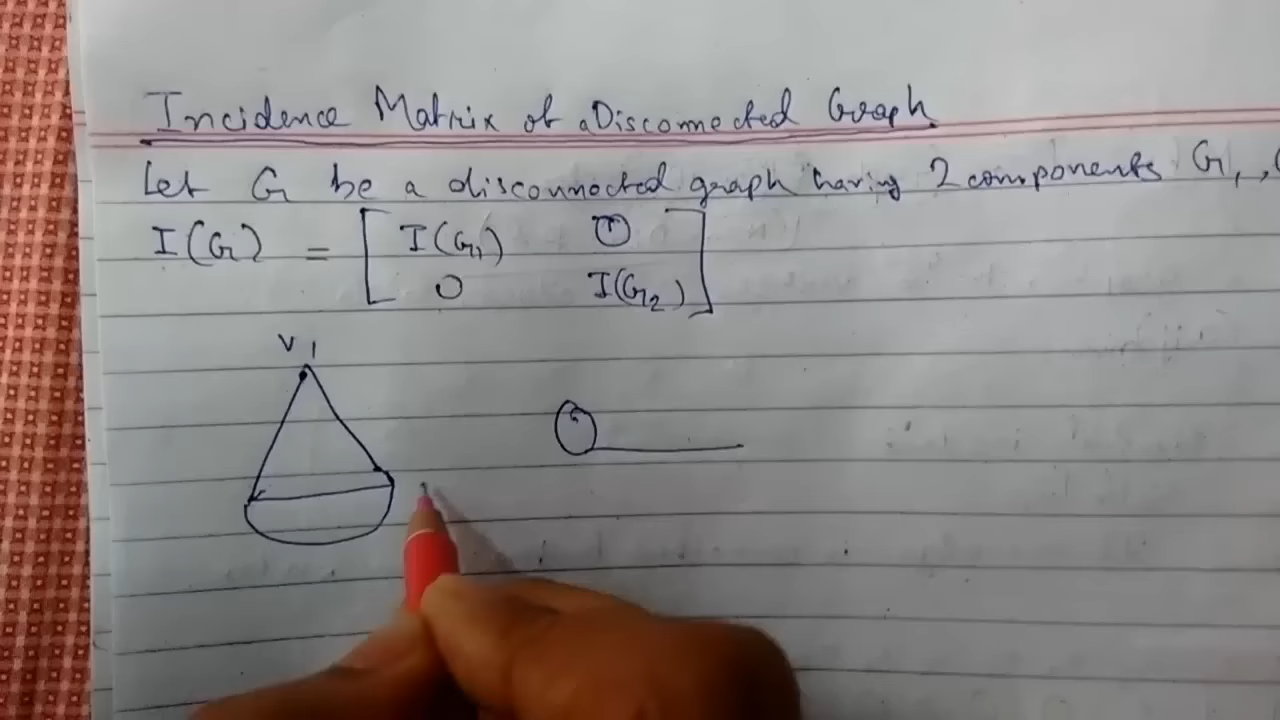 Incidence Matrix of a Disconnected Graph
Let G be a disconnected graph having 2 components G1,
I(G) = [ I(G1) 0
0 I(G2) ]
V1